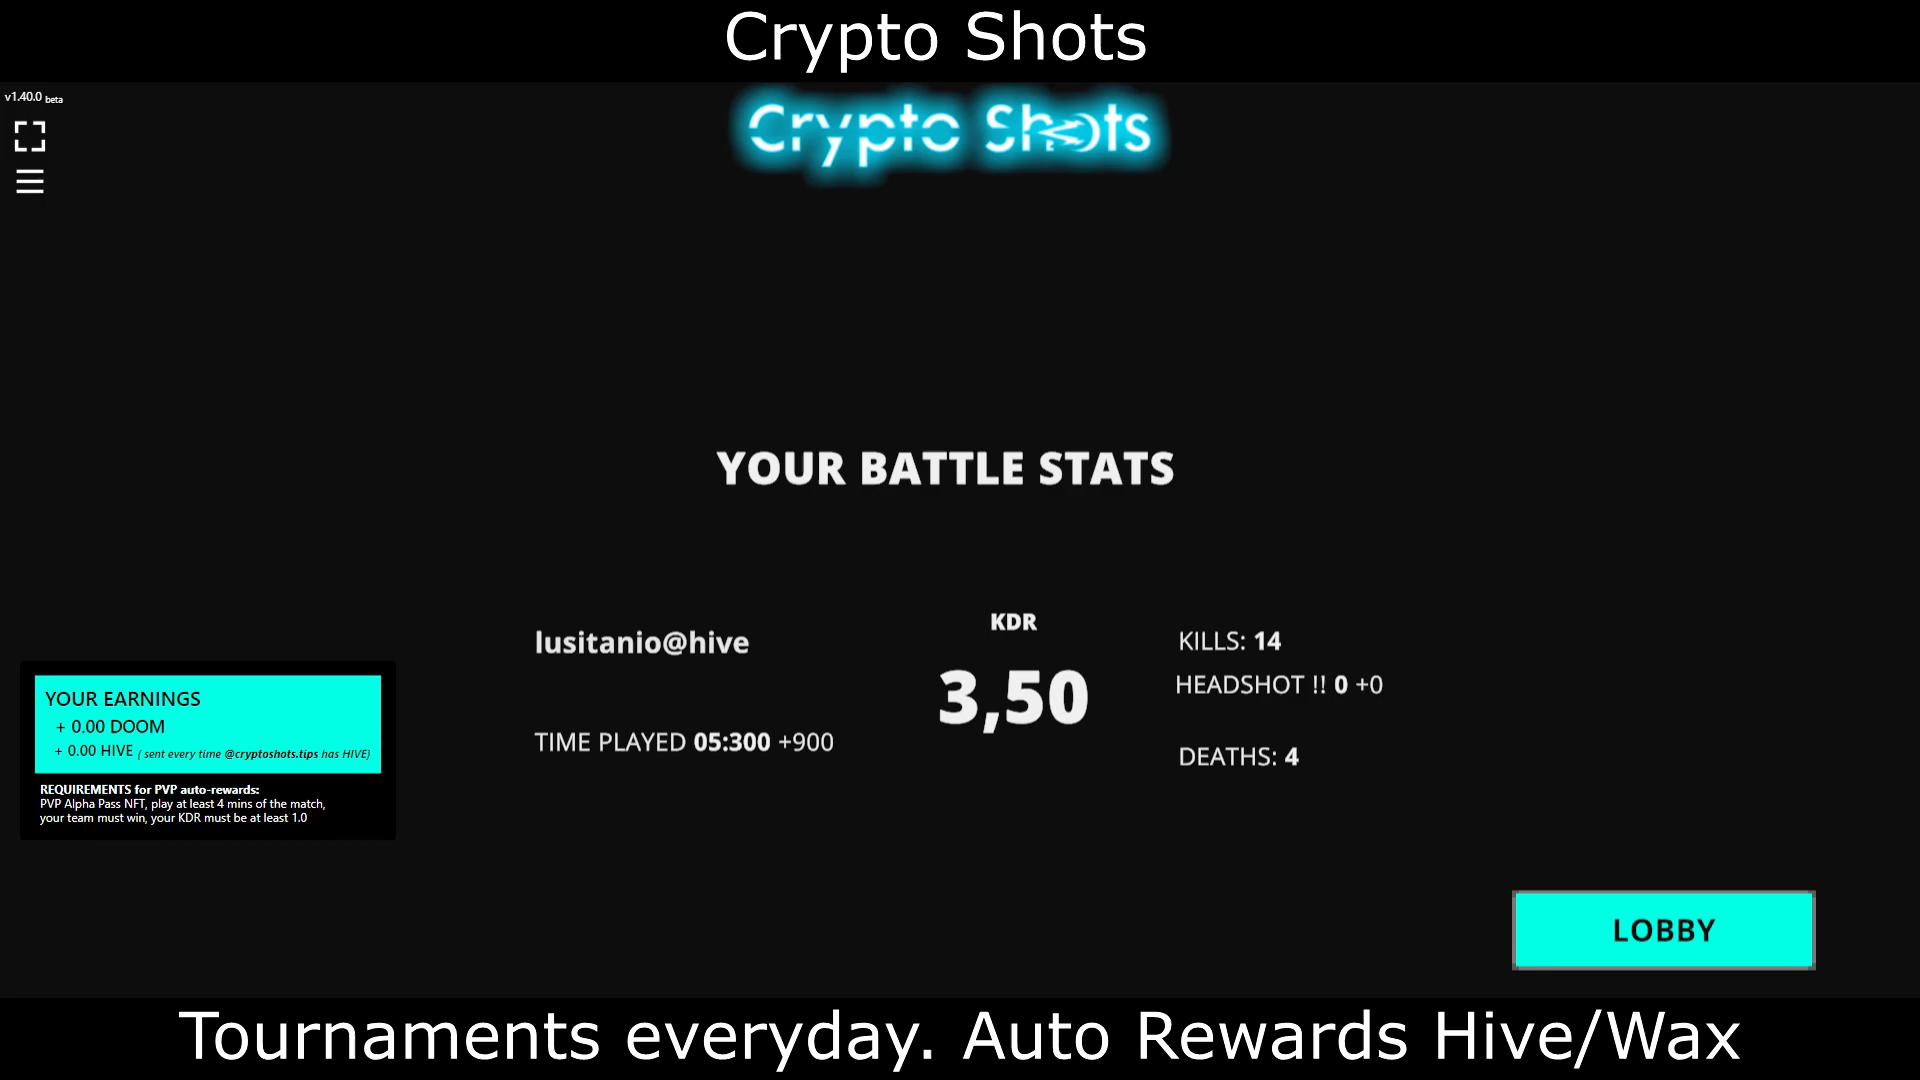 Crypto Shots
v1.40.0 beta
Crypto Shots
YOUR BATTLE STATS
lusitanio@hive
TIME PLAYED 05:300 +900
KDR
3,50
KILLS: 14
HEADSHOT !! 0 +0
DEATHS: 4
YOUR EARNINGS
+ 0.00 DOOM
+ 0.00 HIVE ( sent every time @cryptoshots.tips has HIVE)
REQUIREMENTS for PVP auto-rewards:
PVP Alpha Pass NFT, play at least 4 mins of the match,
your team must win, your KDR must be at least 1.0
LOBBY
Tournaments everyday. Auto Rewards Hive/Wax